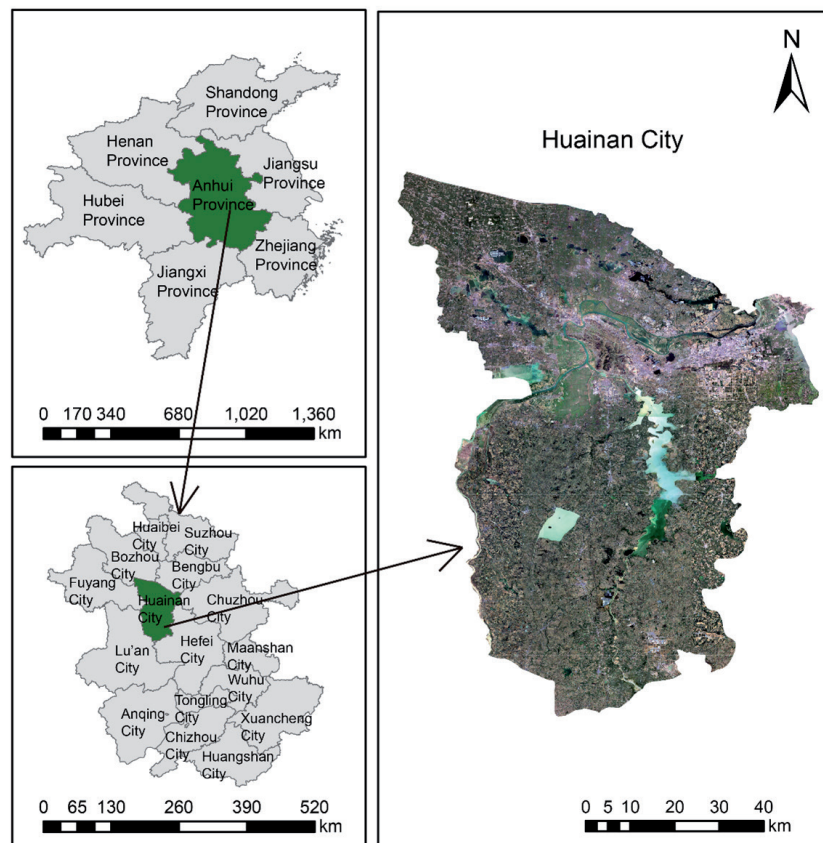 Shandong
Province
Henan
Province
Jiangsu
Province
Anhui
Province
Hubei
Province
Zhejiang
Province
Jiangxi
Province
0 170 340 680 1,020 1,360
km
Huaibei
City
Suzhou
City
Bozhou
City
Bengbu
City
Fuyang
City
Huainan
City
Chuzhou
City
Lu'an
City
Hefei
City
Maanshan
City
Wuhu
City
Tongling
City
Anqing
City
Xuancheng
City
Chizhou
City
Huangshan
City
0 65 130 260 390 520
km
N
Huainan City
0 5 10 20 30 40
km